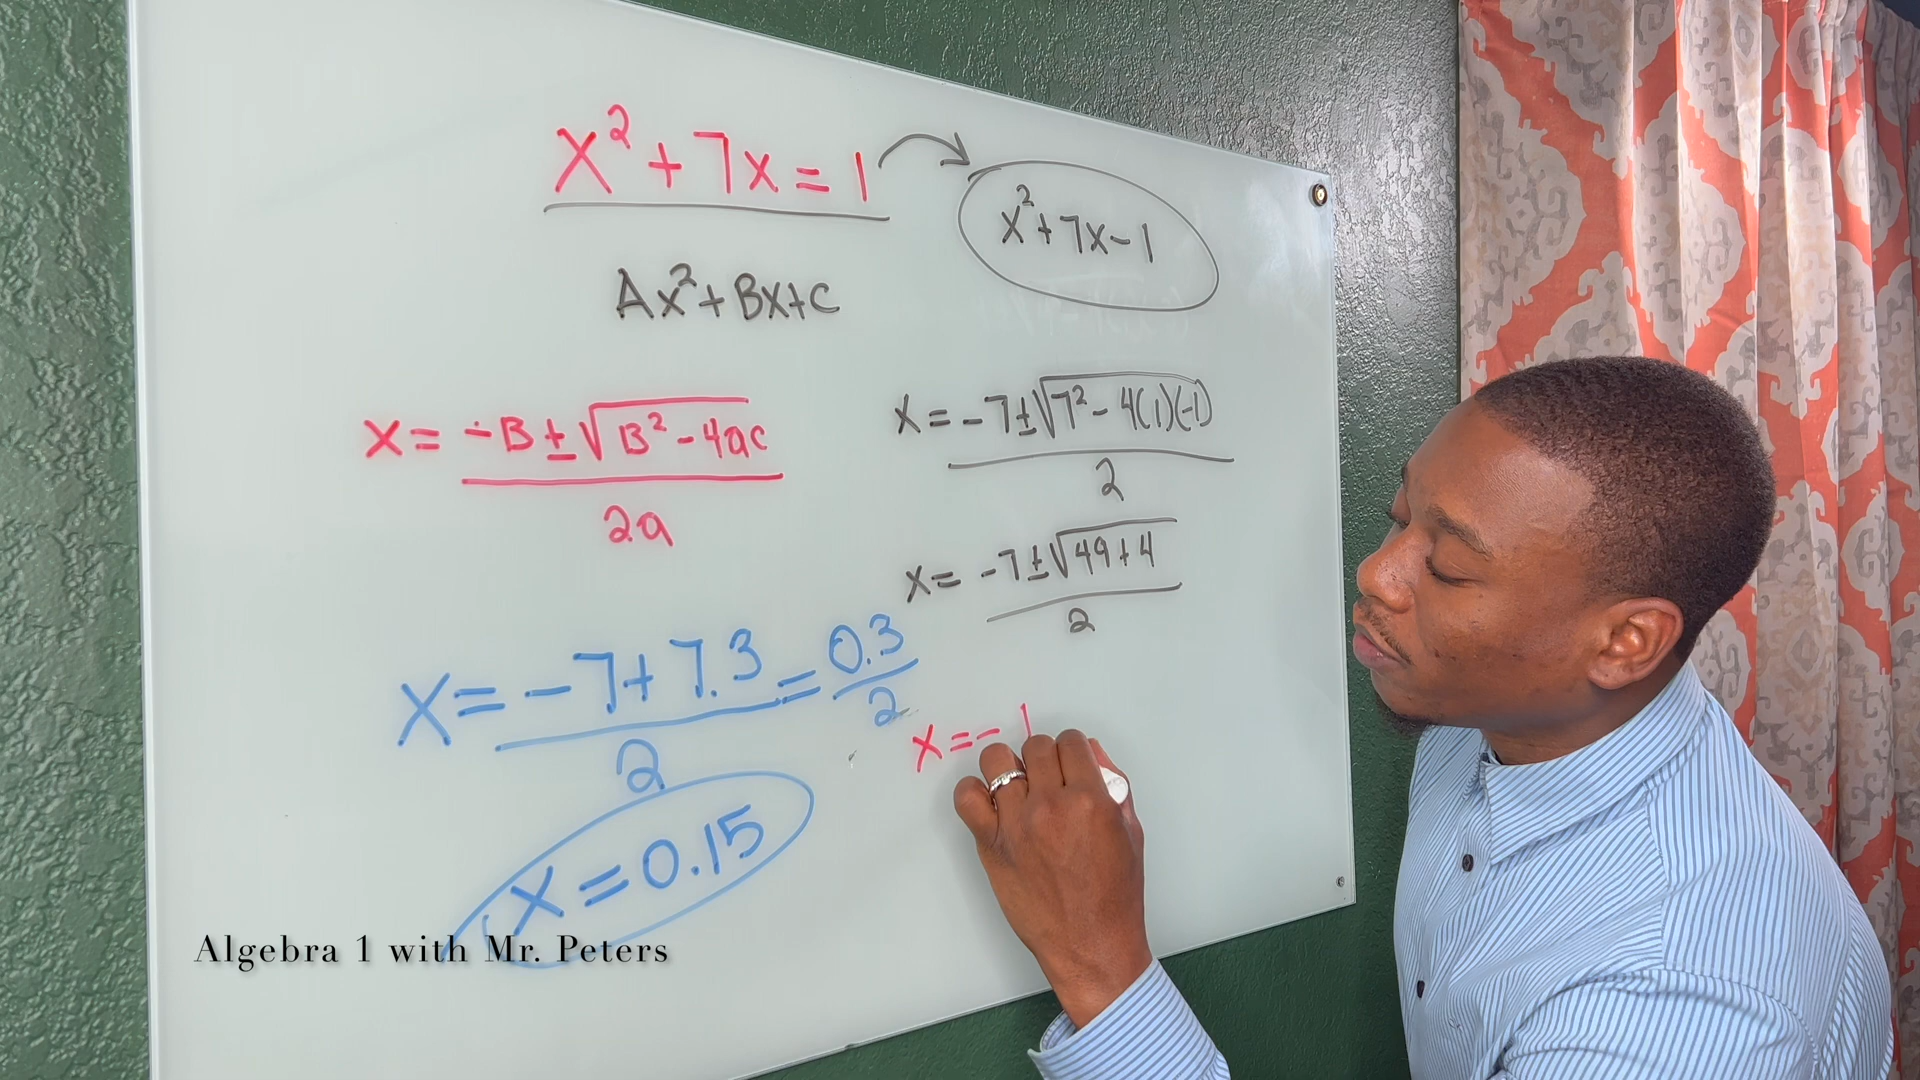 x² + 7x = 1
x² + 7x - 1
Ax² + Bx + C
x = (-B ± √(B² - 4ac)) / 2a
x = (-7 ± √(7² - 4(1)(-1))) / 2
x = (-7 ± √(49 + 4)) / 2
x = (-7 + 7.3) / 2 = 0.3 / 2
x = 0.15
x = -
Algebra 1 with Mr. Peters